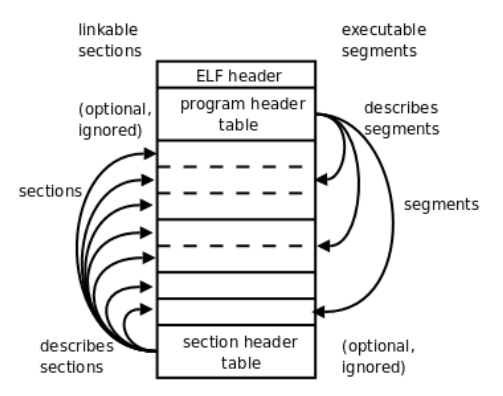 linkable
sections
executable
segments
ELF header
(optional,
ignored)
program header
table
describes
segments
sections
segments
describes
sections
section header
table
(optional,
ignored)